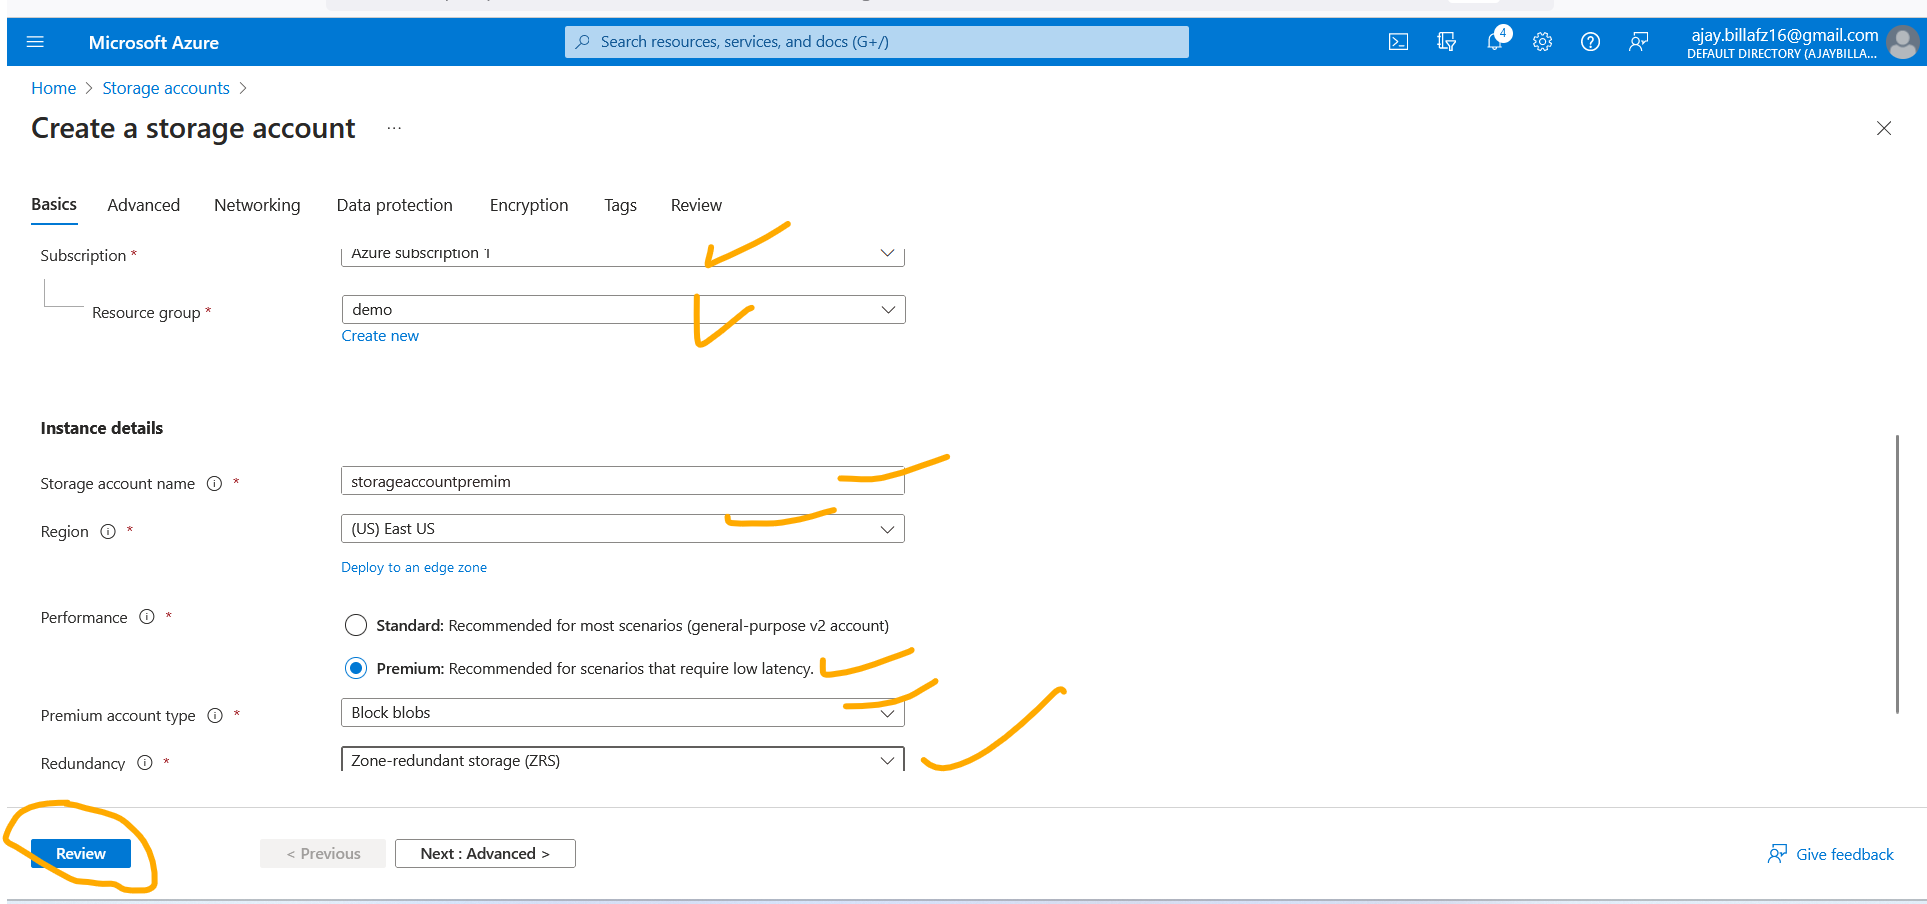 Microsoft Azure
Search resources, services, and docs (G+/)
4
ajay.billafz16@gmail.com
DEFAULT DIRECTORY (AJAYBILLA...
Home > Storage accounts >
Create a storage account ...
Basics Advanced Networking Data protection Encryption Tags Review
Subscription * Azure subscription 1
Resource group * demo
Create new
Instance details
Storage account name * storageaccountpremim
Region * (US) East US
Deploy to an edge zone
Performance *
Standard: Recommended for most scenarios (general-purpose v2 account)
Premium: Recommended for scenarios that require low latency.
Premium account type * Block blobs
Redundancy * Zone-redundant storage (ZRS)
Review < Previous Next : Advanced > Give feedback